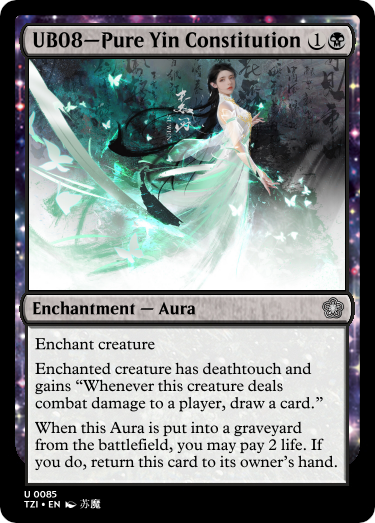 UB08—Pure Yin Constitution 1
Enchantment — Aura
Enchant creature
Enchanted creature has deathtouch and
gains “Whenever this creature deals
combat damage to a player, draw a card.”
When this Aura is put into a graveyard
from the battlefield, you may pay 2 life. If
you do, return this card to its owner’s hand.
U 0085
TZI • EN 苏魔